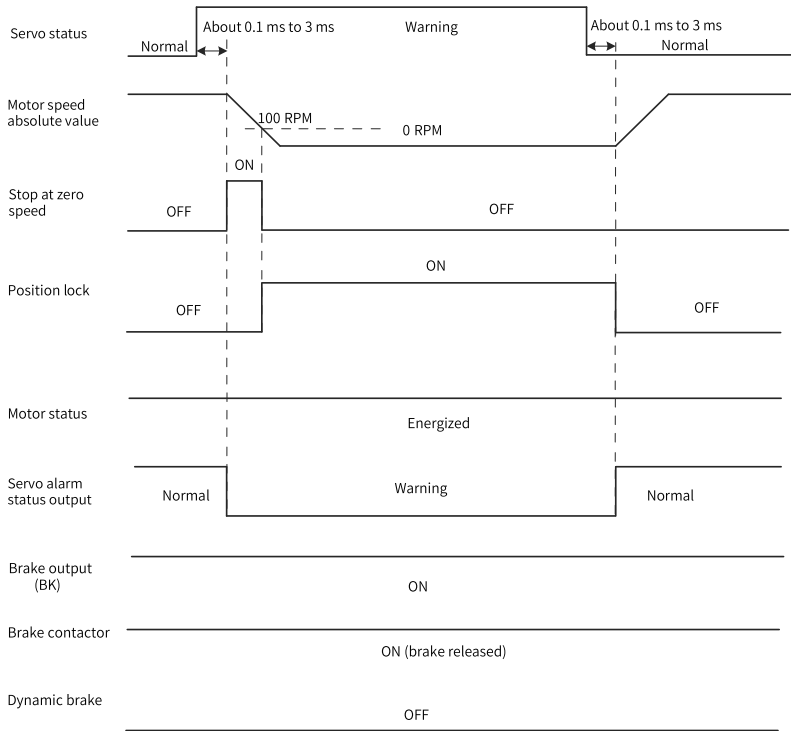 Servo status
Normal
About 0.1 ms to 3 ms
Warning
About 0.1 ms to 3 ms
Normal
Motor speed
absolute value
100 RPM
0 RPM
Stop at zero
speed
OFF
ON
OFF
Position lock
OFF
ON
OFF
Motor status
Energized
Servo alarm
status output
Normal
Warning
Normal
Brake output
(BK)
ON
Brake contactor
ON (brake released)
Dynamic brake
OFF